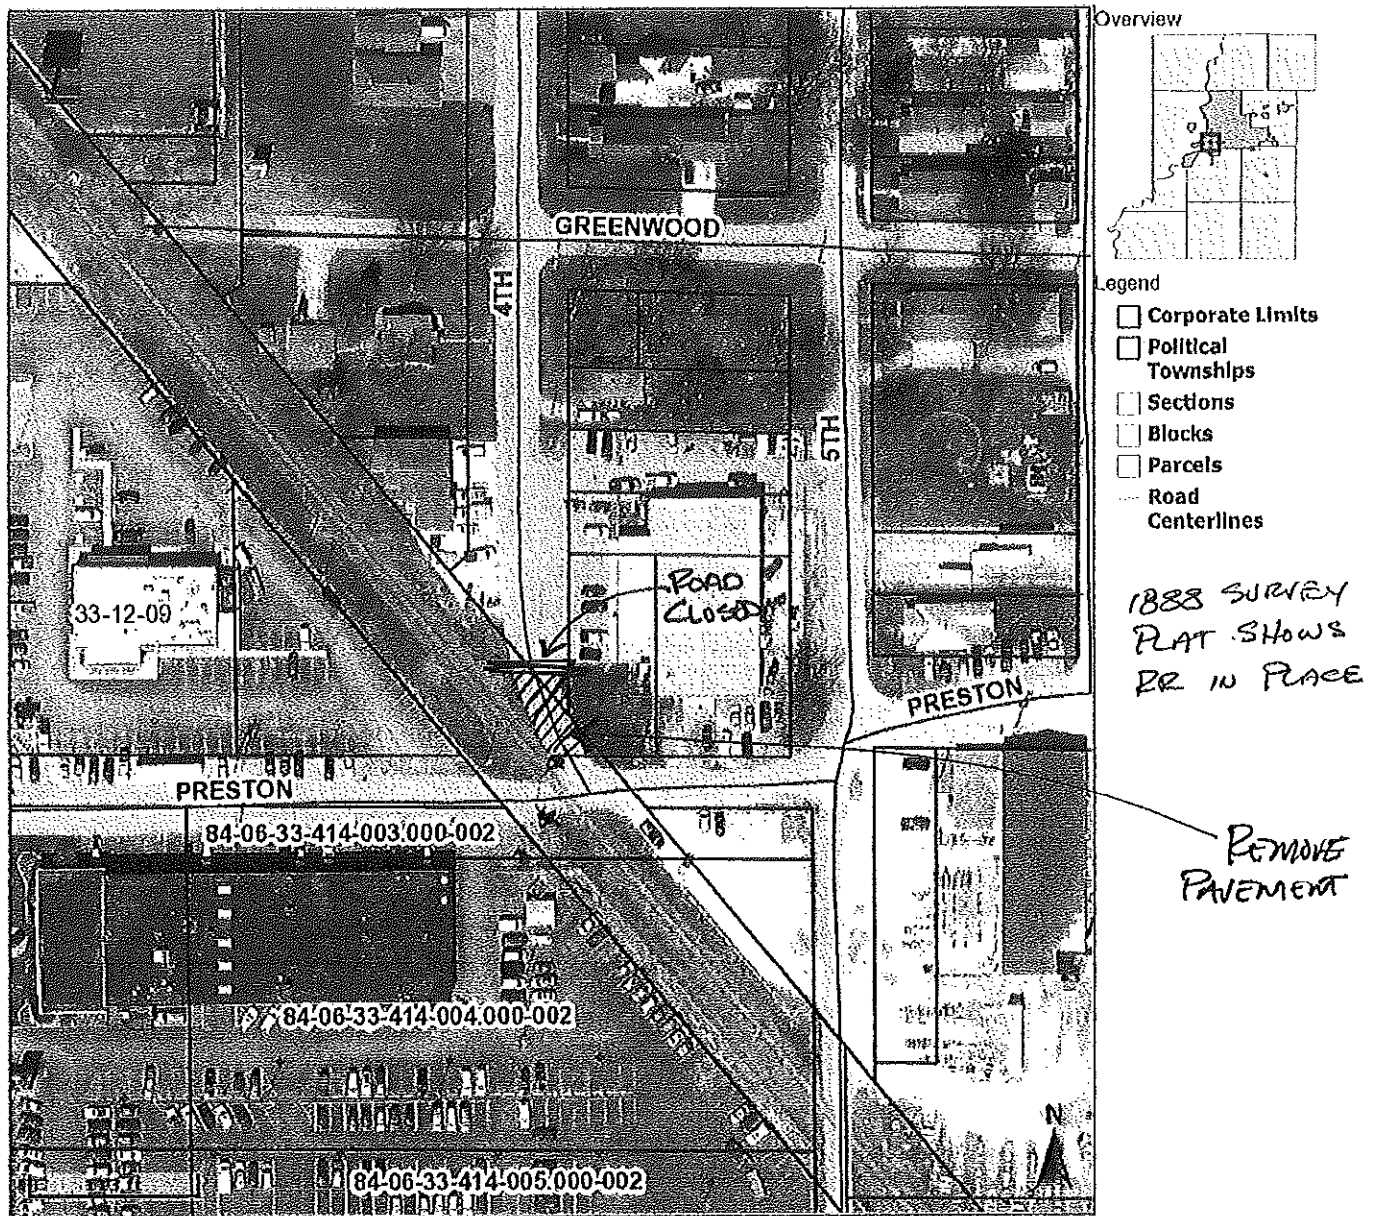 Overview
GREENWOOD
4TH
Legend
Corporate Limits
Political
Townships
Sections
Blocks
Parcels
Road
Centerlines
5TH
ROAD
CLOSED
33-12-09
1888 SURVEY
PLAT SHOWS
RR IN PLACE
PRESTON
PRESTON
84-06-33-414-003.000-002
REMOVE
PAVEMENT
84-06-33-414-004.000-002
N
84-06-33-414-005.000-002